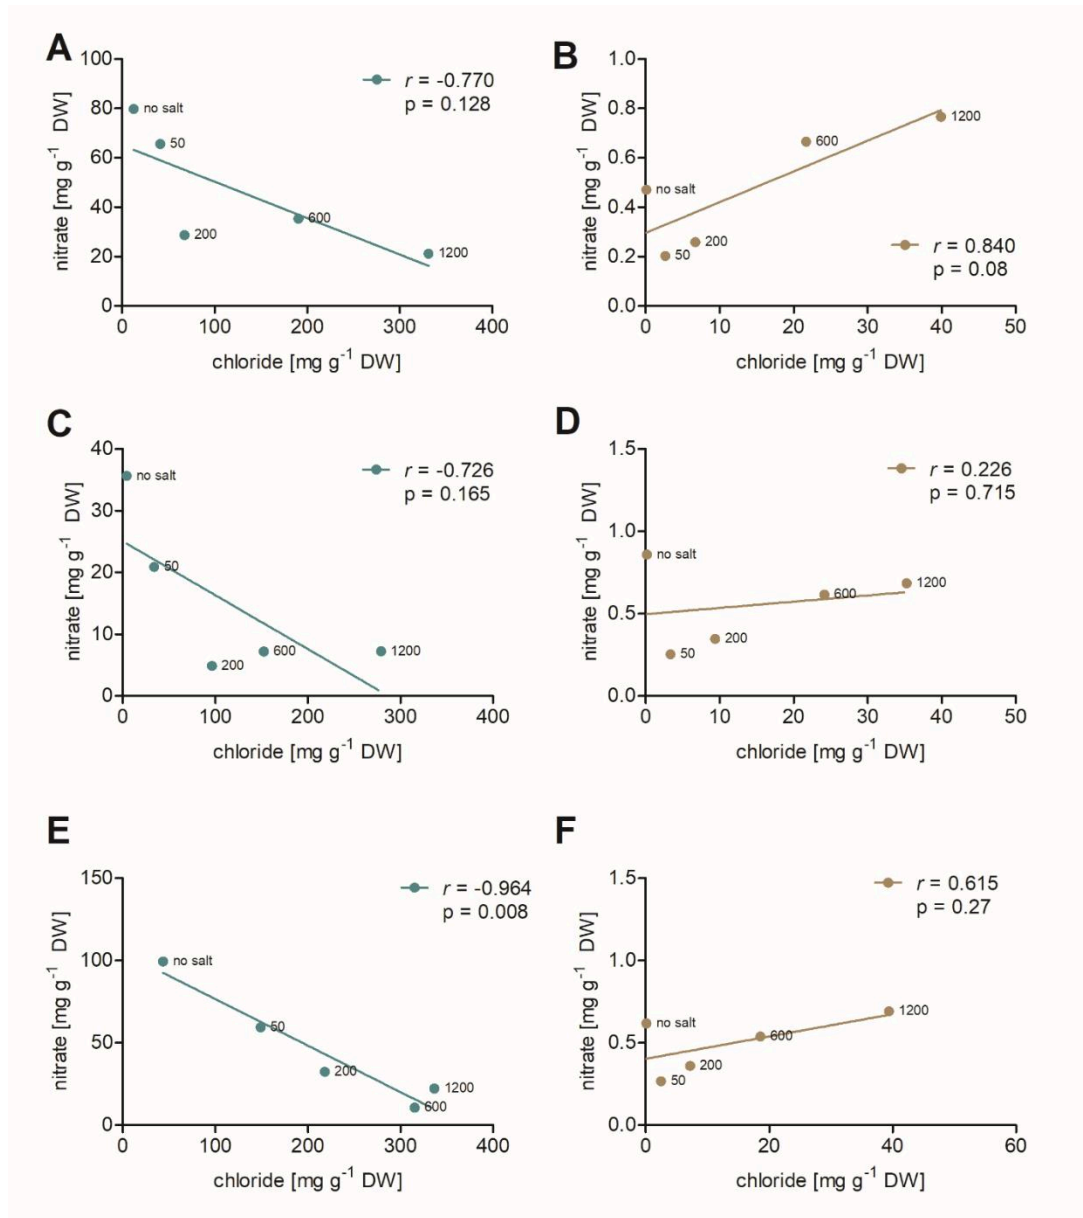 A
100
80
60
40
20
0
nitrate [mg g⁻¹ DW]
no salt
50
200
600
1200
r = -0.770
p = 0.128
0 100 200 300 400
chloride [mg g⁻¹ DW]
B
1.0
0.8
0.6
0.4
0.2
0.0
nitrate [mg g⁻¹ DW]
no salt
50
200
600
1200
r = 0.840
p = 0.08
0 10 20 30 40 50
chloride [mg g⁻¹ DW]
C
40
30
20
10
0
nitrate [mg g⁻¹ DW]
no salt
50
200
600
1200
r = -0.726
p = 0.165
0 100 200 300 400
chloride [mg g⁻¹ DW]
D
1.5
1.0
0.5
0.0
nitrate [mg g⁻¹ DW]
no salt
50
200
600
1200
r = 0.226
p = 0.715
0 10 20 30 40 50
chloride [mg g⁻¹ DW]
E
150
100
50
0
nitrate [mg g⁻¹ DW]
no salt
50
200
1200
600
r = -0.964
p = 0.008
0 100 200 300 400
chloride [mg g⁻¹ DW]
F
1.5
1.0
0.5
0.0
nitrate [mg g⁻¹ DW]
no salt
50
200
600
1200
r = 0.615
p = 0.27
0 20 40 60
chloride [mg g⁻¹ DW]